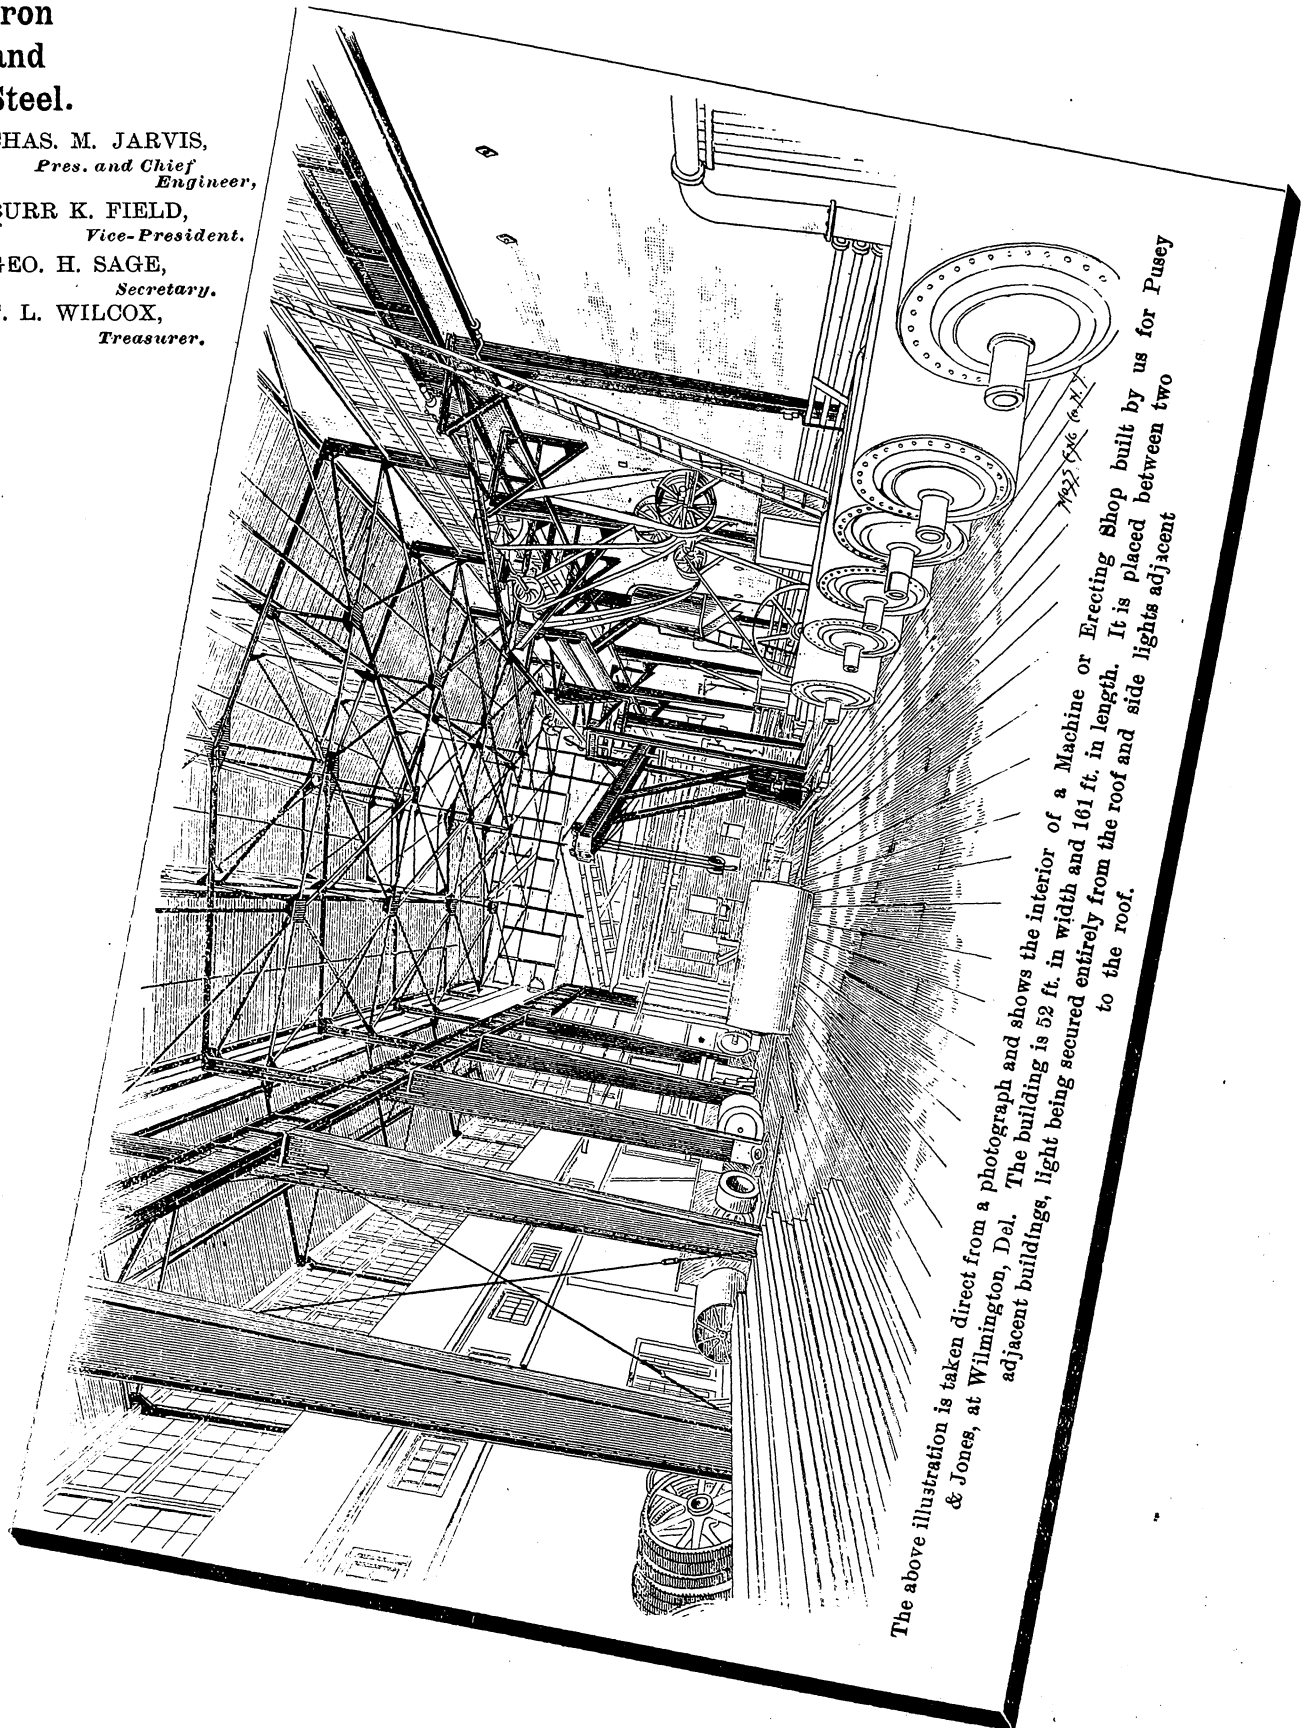 ron
and
Steel.
CHAS. M. JARVIS,
Pres. and Chief
Engineer,
BURR K. FIELD,
Vice-President.
GEO. H. SAGE,
Secretary.
. L. WILCOX,
Treasurer.
ENG Co. N.Y.
The above illustration is taken direct from a photograph and shows the interior of a Machine or Erecting Shop built by us for Pusey
& Jones, at Wilmington, Del. The building is 52 ft. in width and 161 ft. in length. It is placed between two
adjacent buildings, light being secured entirely from the roof and side lights adjacent
to the roof.